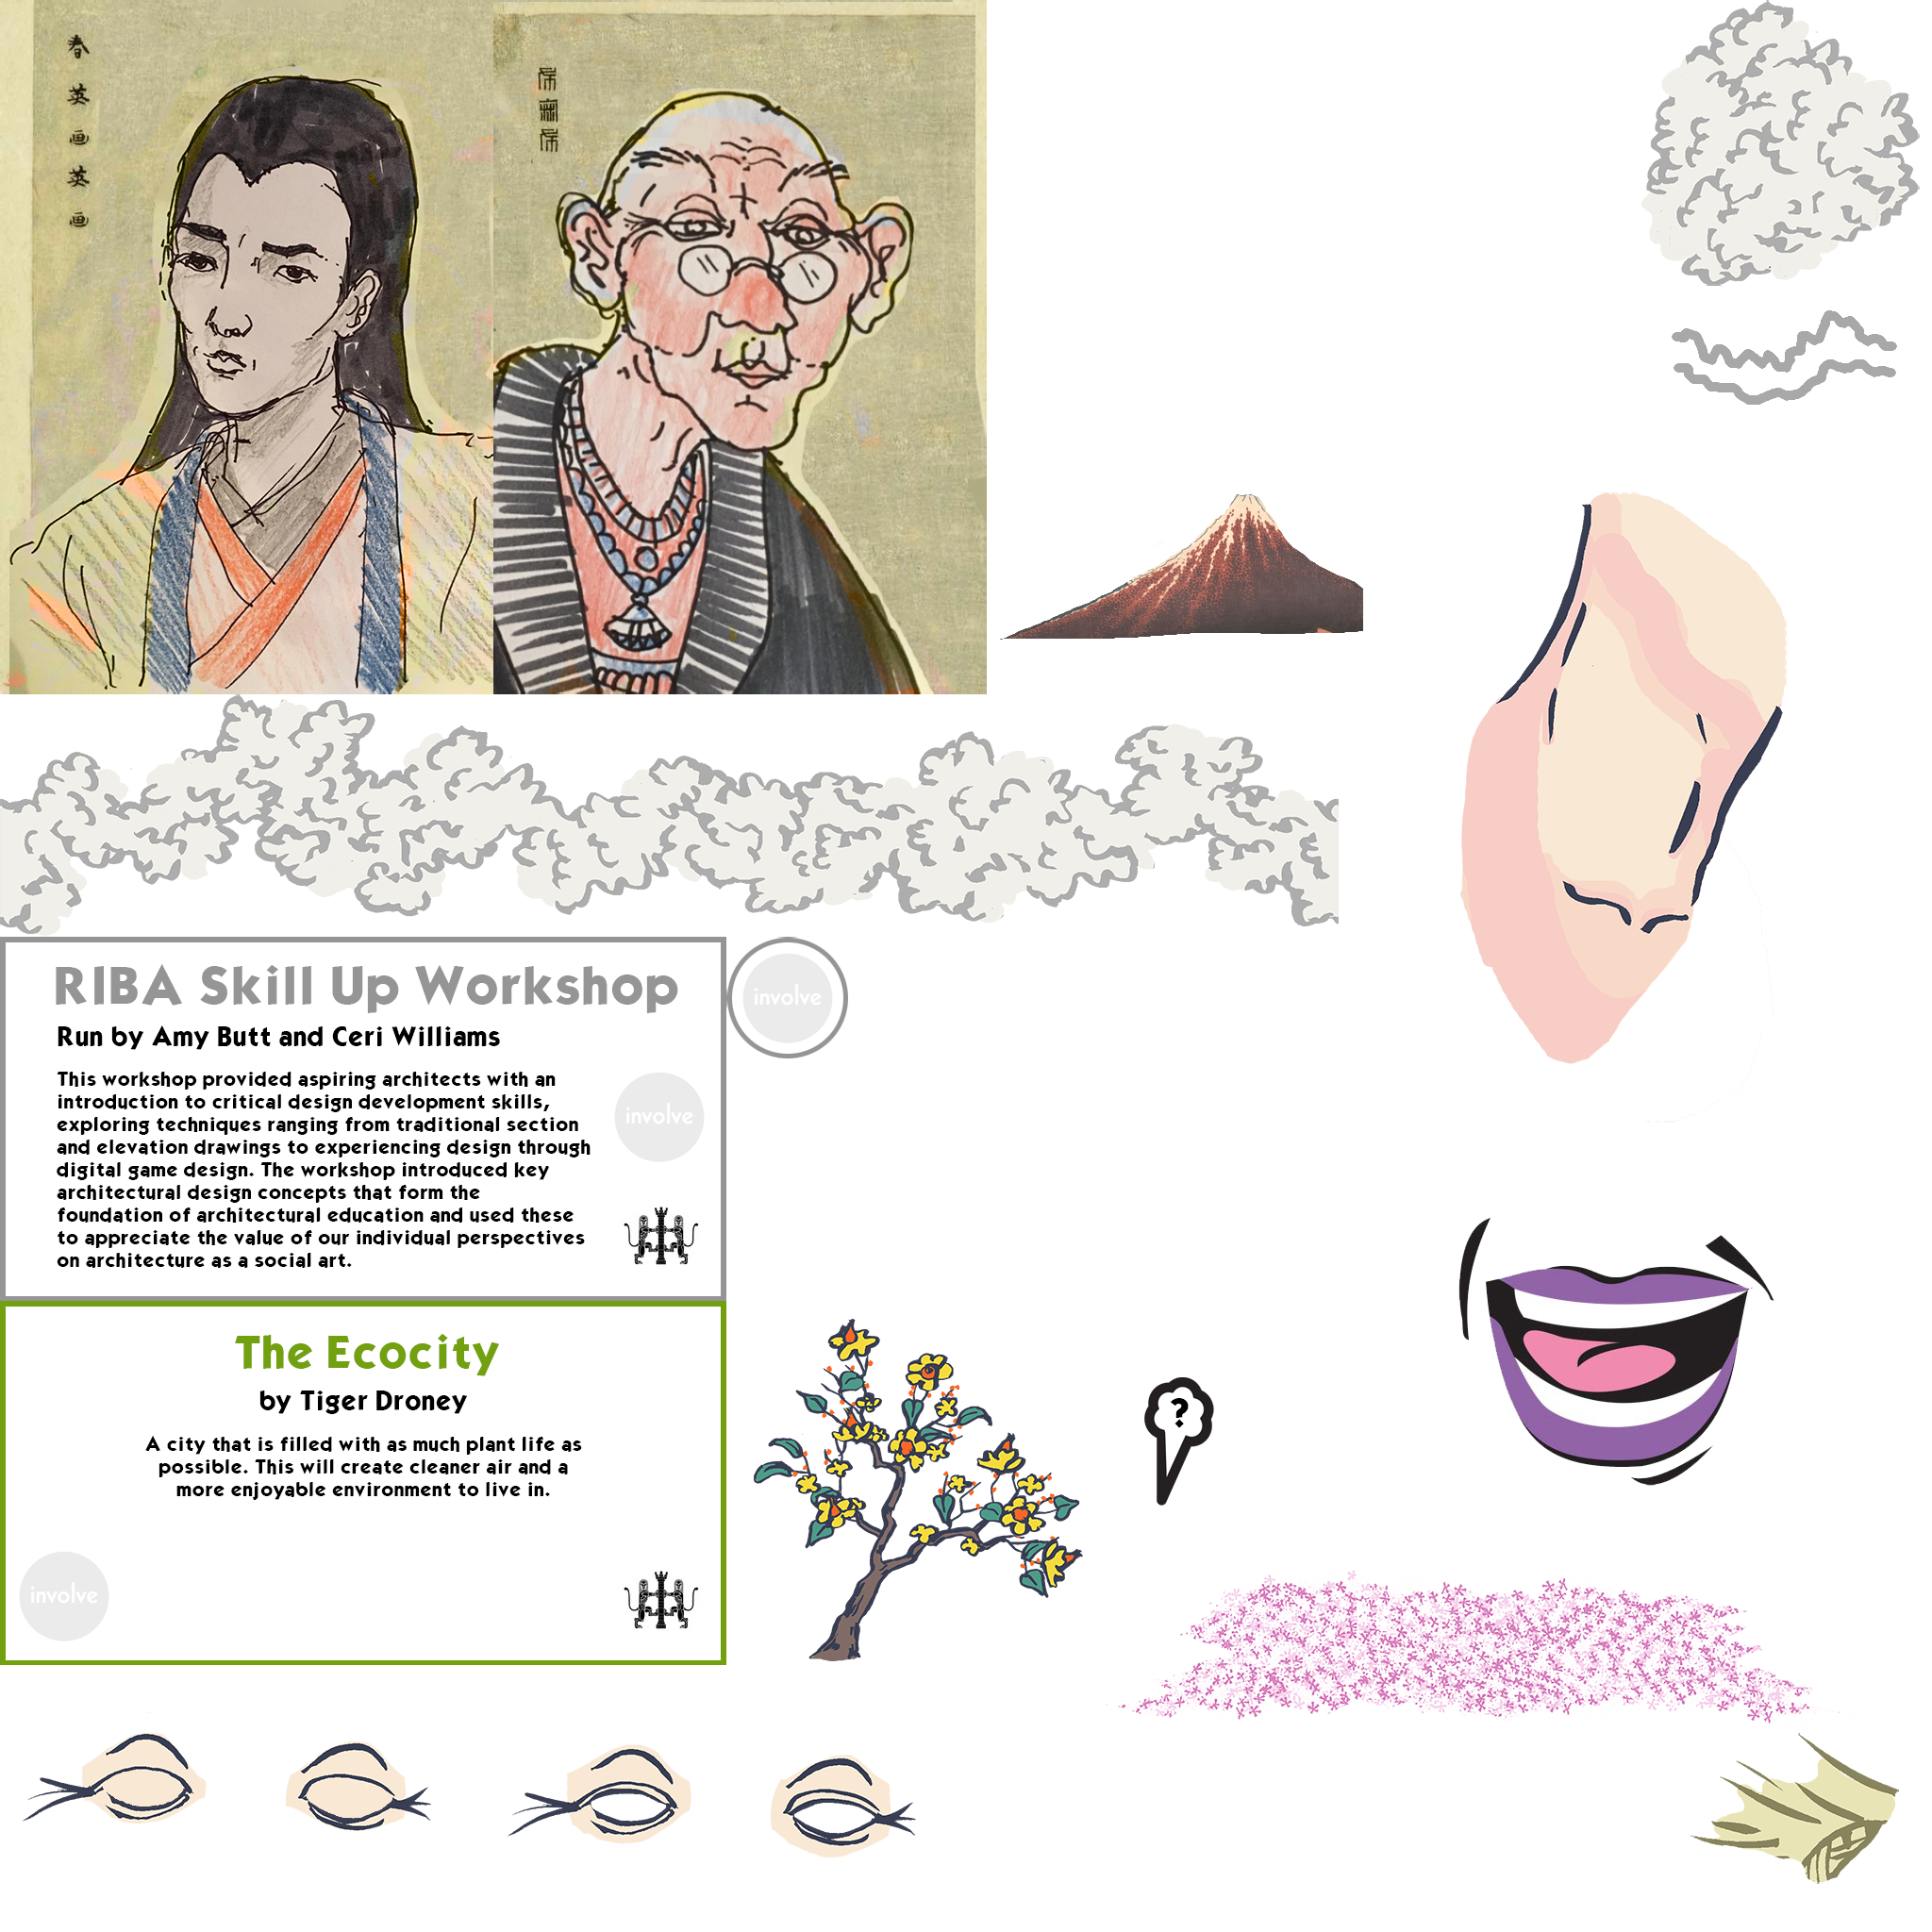 春
英
画
英
画
RIBA Skill Up Workshop
Run by Amy Butt and Ceri Williams
This workshop provided aspiring architects with an
introduction to critical design development skills,
exploring techniques ranging from traditional section
and elevation drawings to experiencing design through
digital game design. The workshop introduced key
architectural design concepts that form the
foundation of architectural education and used these
to appreciate the value of our individual perspectives
on architecture as a social art.
involve
involve
The Ecocity
by Tiger Droney
A city that is filled with as much plant life as
possible. This will create cleaner air and a
more enjoyable environment to live in.
involve
?